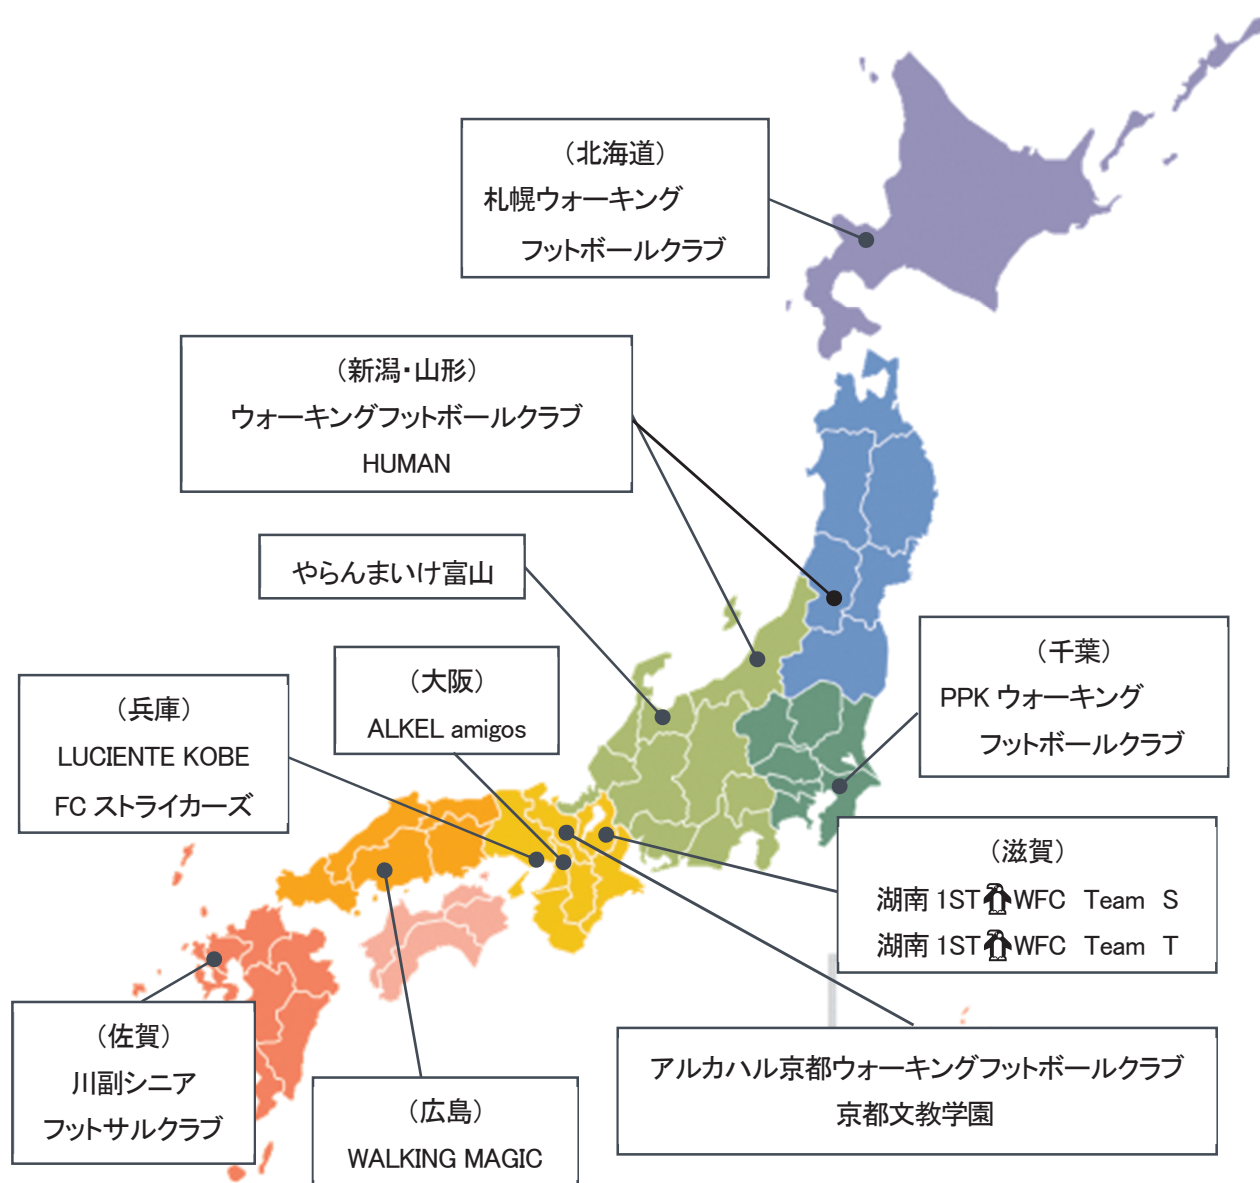 （北海道）
札幌ウォーキング
フットボールクラブ
（新潟・山形）
ウォーキングフットボールクラブ
HUMAN
やらんまいけ富山
（千葉）
PPK ウォーキング
フットボールクラブ
（大阪）
ALKEL amigos
（兵庫）
LUCIENTE KOBE
FC ストライカーズ
（滋賀）
湖南 1ST WFC Team S
湖南 1ST WFC Team T
（佐賀）
川副シニア
フットサルクラブ
（広島）
WALKING MAGIC
アルカハル京都ウォーキングフットボールクラブ
京都文教学園